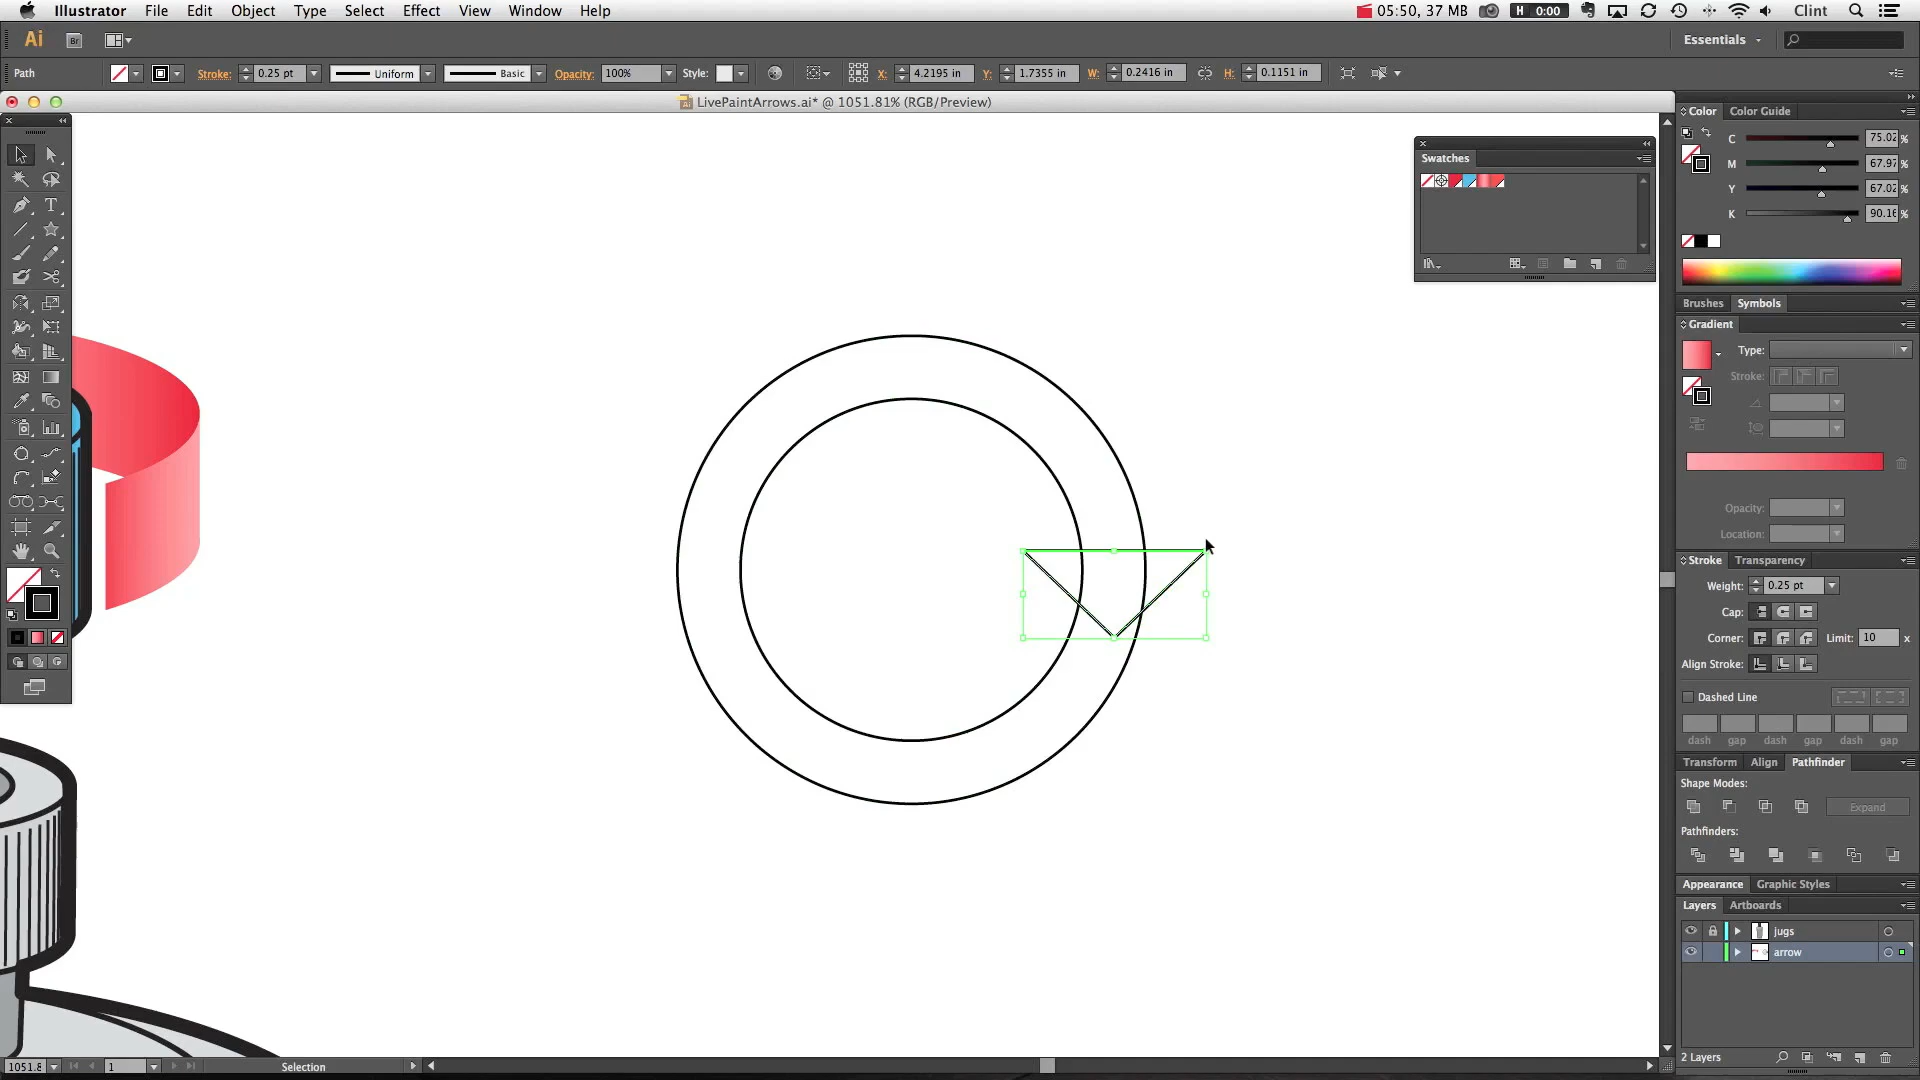 Illustrator File Edit Object Type Select Effect View Window Help 05:50, 37 MB H 0:00 Clint
Ai Br Essentials
Path Stroke: 0.25 pt Uniform Basic Opacity: 100% Style: X: 4.2195 in Y: 1.7355 in W: 0.2416 in H: 0.1151 in
LivePaintArrows.ai* @ 1051.81% (RGB/Preview)
Color Color Guide
C 75.02 %
M 67.97 %
Y 67.02 %
K 90.16 %
Swatches
Brushes Symbols
Gradient
Type:
Stroke:
Opacity:
Location:
Stroke Transparency
Weight: 0.25 pt
Cap:
Corner: Limit: 10 x
Align Stroke:
Dashed Line
dash gap dash gap dash gap
Transform Align Pathfinder
Shape Modes:
Expand
Pathfinders:
Appearance Graphic Styles
Layers Artboards
jugs
arrow
2 Layers
1051.8 1 Selection